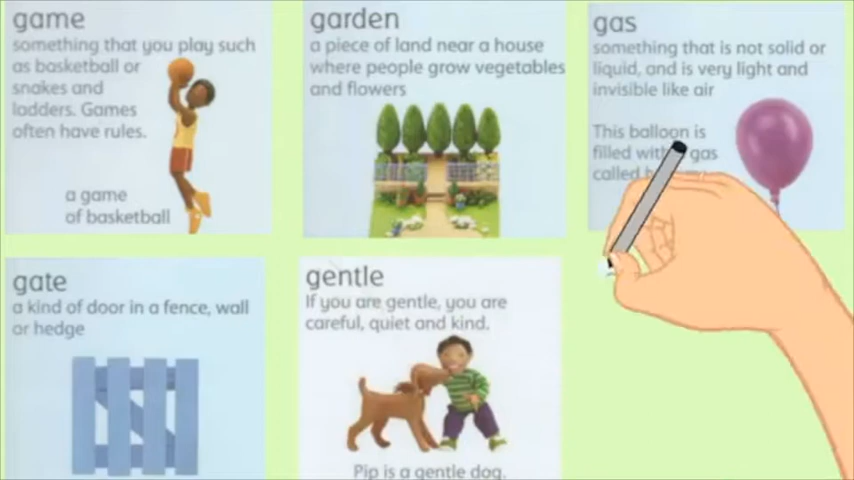 game
something that you play such
as basketball or
snakes and
ladders. Games
often have rules.
a game
of basketball
garden
a piece of land near a house
where people grow vegetables
and flowers
gas
something that is not solid or
liquid, and is very light and
invisible like air
This balloon is
filled with gas
called
gate
a kind of door in a fence, wall
or hedge
gentle
If you are gentle, you are
careful, quiet and kind.
Pip is a gentle dog.